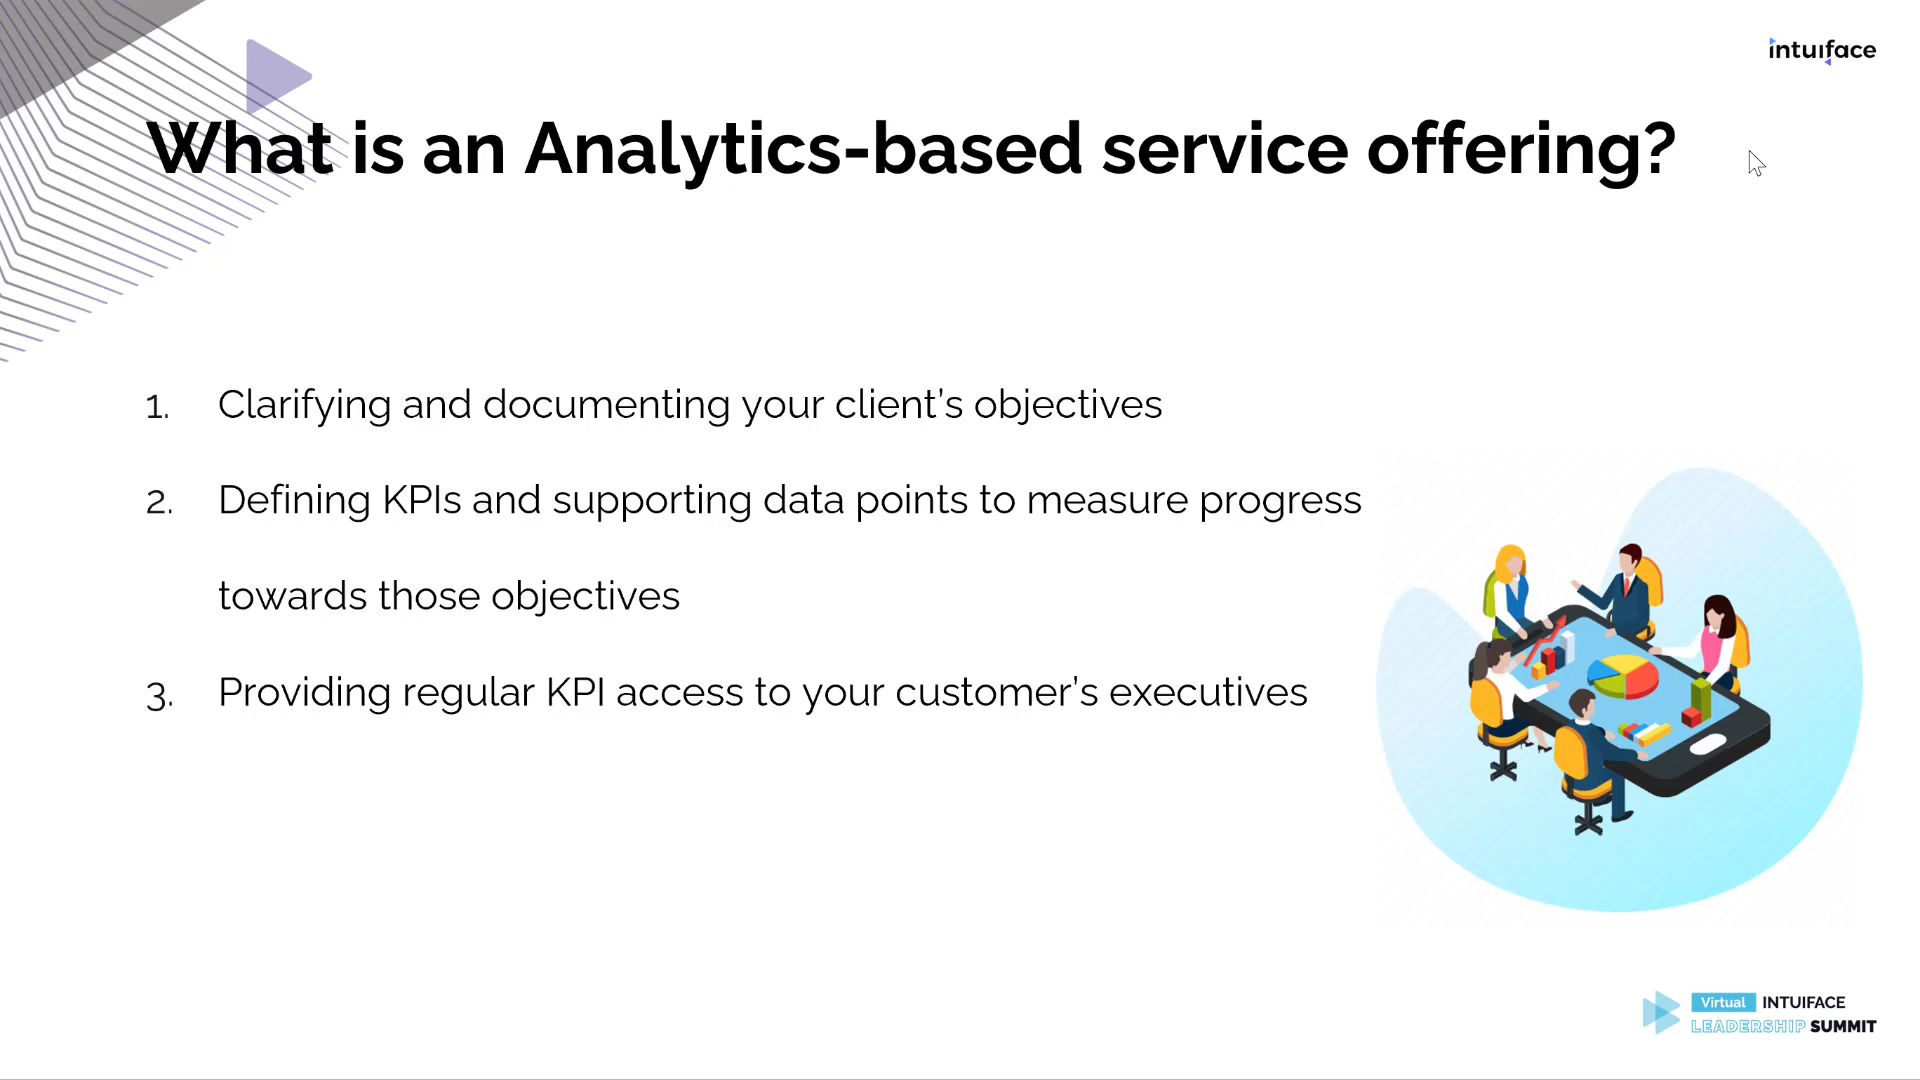 intuiface
What is an Analytics-based service offering?
1. Clarifying and documenting your client's objectives
2. Defining KPIs and supporting data points to measure progress
towards those objectives
3. Providing regular KPI access to your customer's executives
Virtual INTUIFACE
LEADERSHIP SUMMIT